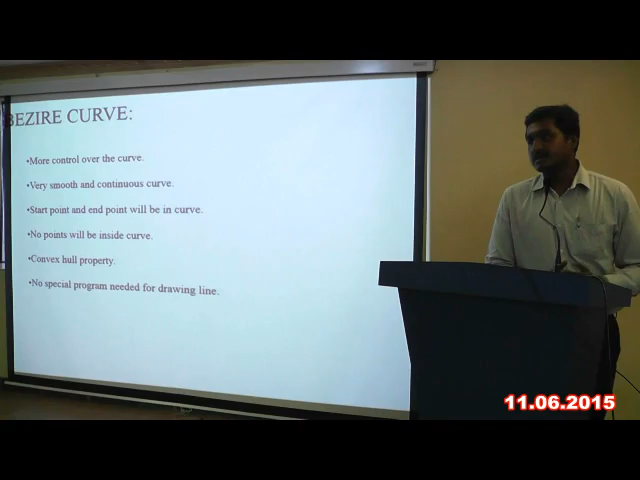 BEZIRE CURVE:
•More control over the curve.
•Very smooth and continuous curve.
•Start point and end point will be in curve.
•No points will be inside curve.
•Convex hull property.
•No special program needed for drawing line.
11.06.2015